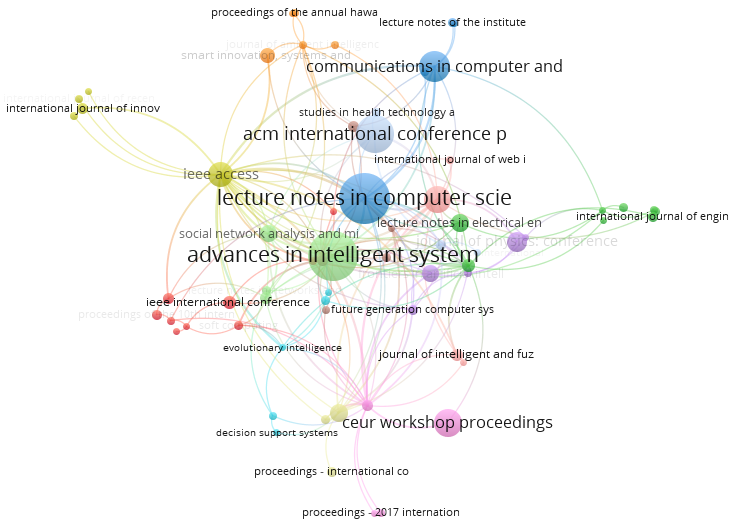 proceedings of the annual hawa
lecture notes of the institute
smart innovation, systems and
communications in computer and
international journal of innov
studies in health technology a
acm international conference p
international journal of web i
ieee access
lecture notes in computer scie
international journal of engin
lecture notes in electrical en
social network analysis and mi
journal of physics: conference
advances in intelligent system
ieee international conference
future generation computer sys
evolutionary intelligence
journal of intelligent and fuz
ceur workshop proceedings
decision support systems
proceedings - international co
proceedings - 2017 internation